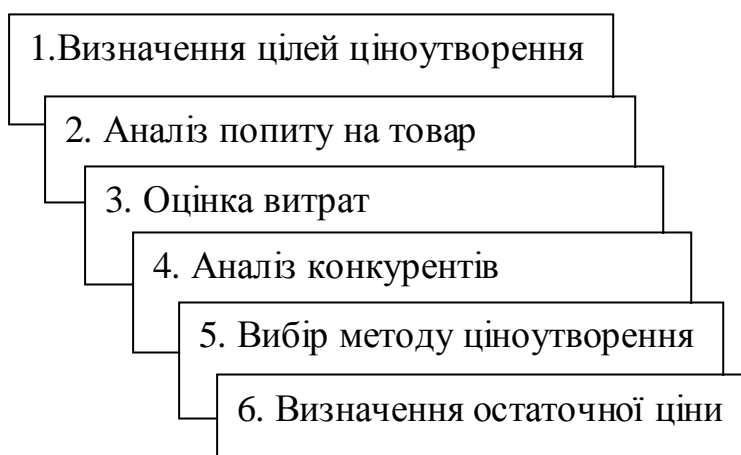 1.Визначення цілей ціноутворення
2. Аналіз попиту на товар
3. Оцінка витрат
4. Аналіз конкурентів
5. Вибір методу ціноутворення
6. Визначення остаточної ціни